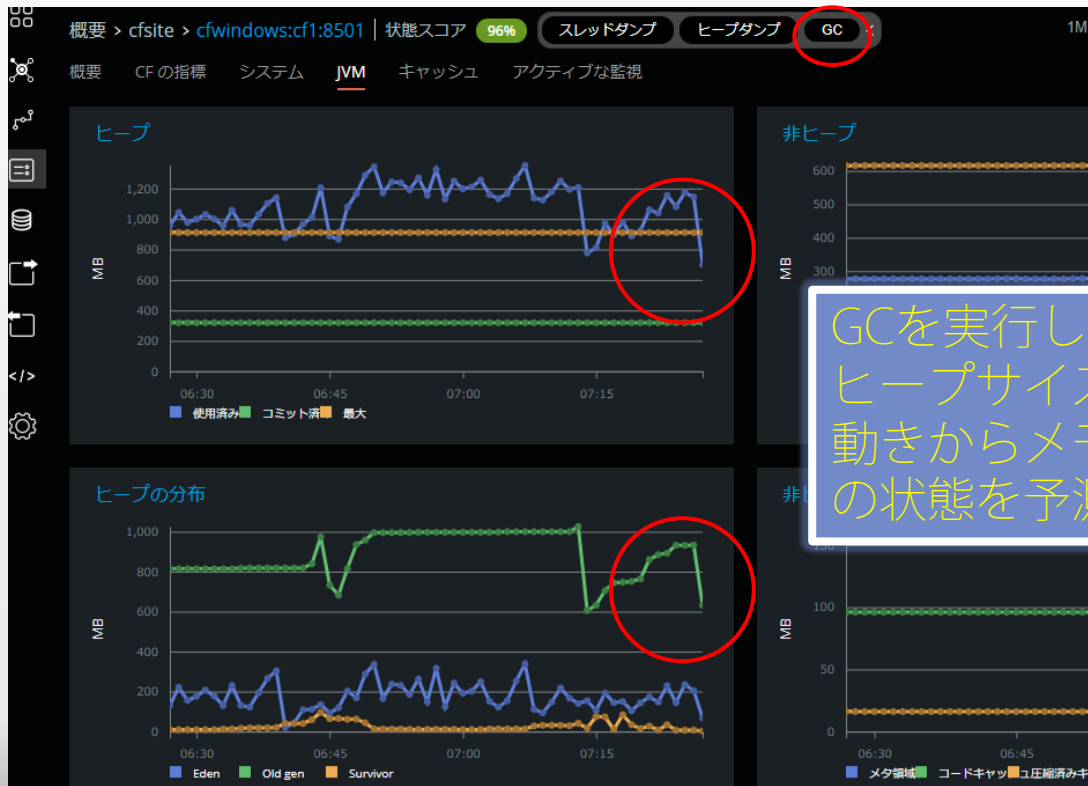 概要 > cfsite > cfwindows:cf1:8501 | 状態スコア 96% スレッドダンプ ヒープダンプ GC 1M
概要 CF の指標 システム JVM キャッシュ アクティブな監視
ヒープ
1,200
1,000
800
600
400
200
0
MB
06:30 06:45 07:00 07:15
使用済み コミット済 最大
非ヒープ
600
500
400
300
MB
GCを実行し
ヒープサイ
動きからメ
の状態を予
ヒープの分布
1,000
800
600
400
200
0
MB
06:30 06:45 07:00 07:15
Eden Old gen Survivor
非
150
100
50
0
MB
06:30 06:45
メタ領域 コードキャッシュ圧縮済みキ